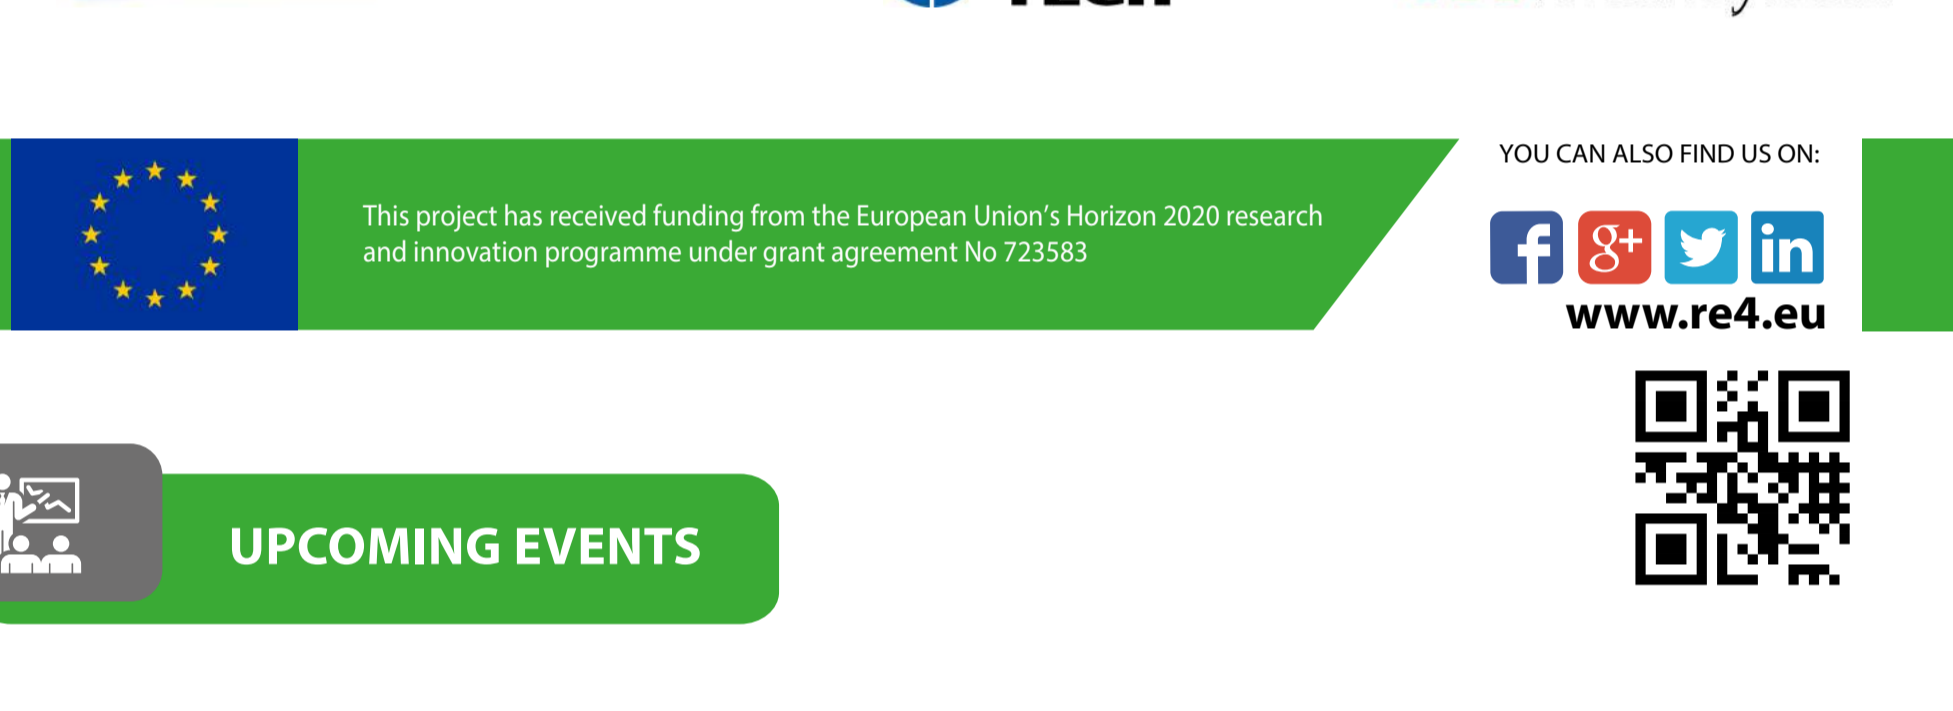 YOU CAN ALSO FIND US ON:
This project has received funding from the European Union's Horizon 2020 research
and innovation programme under grant agreement No 723583
f g+ in
www.re4.eu
UPCOMING EVENTS